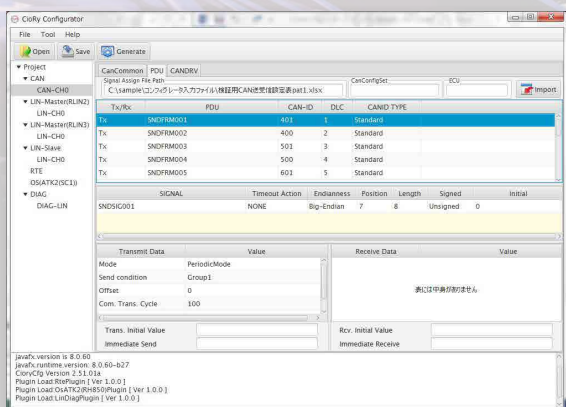 CioRy Configurator
File Tool Help
Open Save Generate
Project
CAN
CAN-CH0
LIN-Master(RLIN2)
LIN-CH0
LIN-Master(RLIN3)
LIN-CH0
LIN-Slave
LIN-CH0
RTE
OS(ATK2(SC1))
DIAG
DIAG-LIN
CanCommon PDU CANDRV
Signal Assign File Path CanConfigSet ECU
C:\sample\コンフィグレータ入力ファイル\検証用CAN送受信設定表pat1.xlsx Import
Tx/Rx PDU CAN-ID DLC CANID TYPE
Tx SNDFRM001 401 1 Standard
Tx SNDFRM002 400 2 Standard
Tx SNDFRM003 501 3 Standard
Tx SNDFRM004 500 4 Standard
Tx SNDFRM005 601 5 Standard
SIGNAL Timeout Action Endianness Position Length Signed Initial
SNDSIG001 NONE Big-Endian 7 8 Unsigned 0
Transmit Data Value
Mode PeriodicMode
Send condition Group1
Offset 0
Com. Trans. Cycle 100
Trans. Initial Value
Immediate Send
Receive Data Value
表には中身がありません
Rcv. Initial Value
Immediate Receive
javafx.version is 8.0.60
javafx.runtime.version: 8.0.60-b27
CioryCfg Version 2.51.01a
Plugin Load:RtePlugin [ Ver 1.0.0 ]
Plugin Load:OsATK2(RH850)Plugin [ Ver 1.0.0 ]
Plugin Load:LinDiagPlugin [ Ver 1.0.0 ]